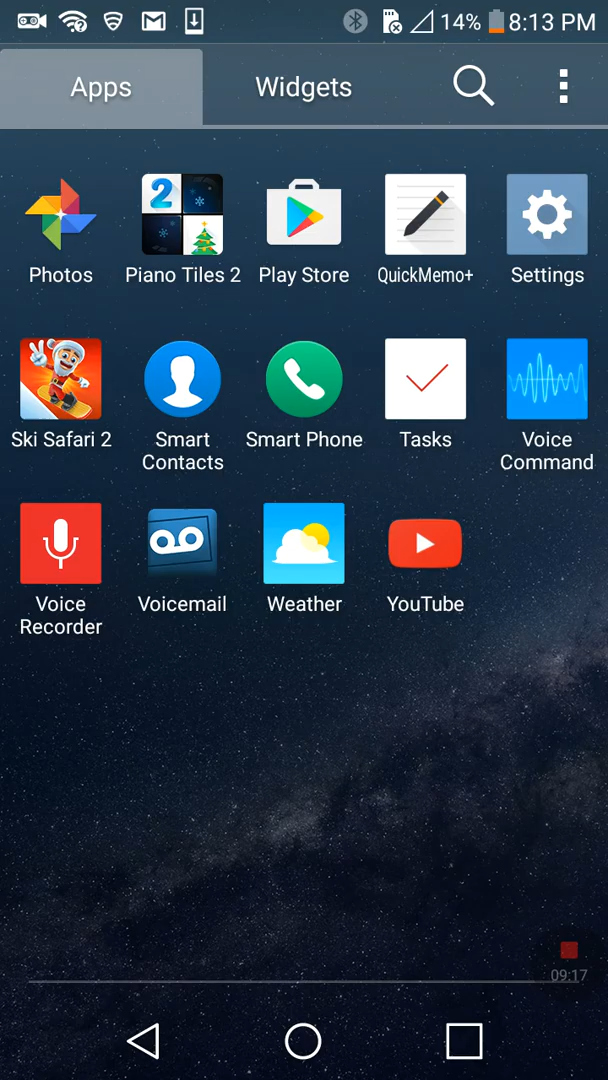 14% 8:13 PM
Apps Widgets
2
Photos Piano Tiles 2 Play Store QuickMemo+ Settings
Ski Safari 2 Smart Contacts Smart Phone Tasks Voice Command
Voice Recorder Voicemail Weather YouTube
09:17